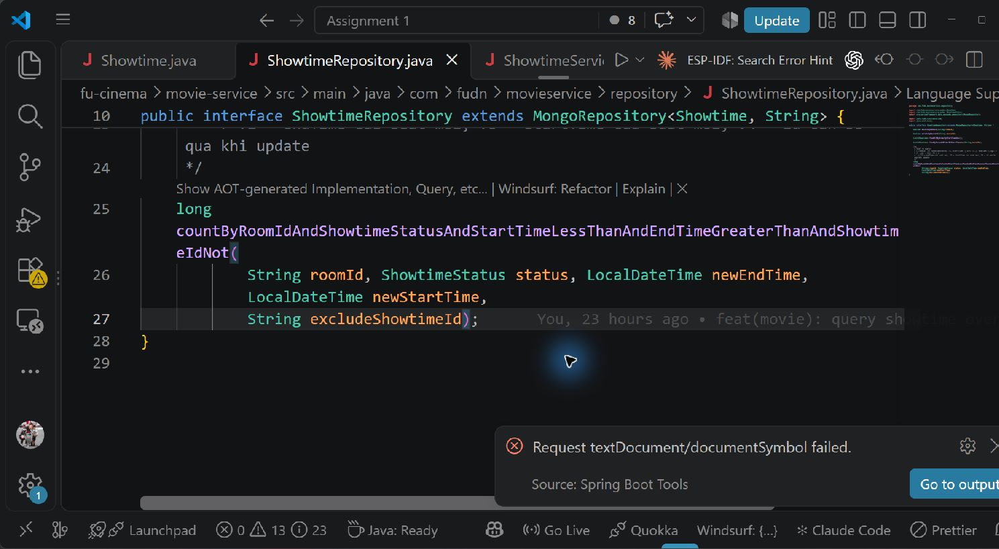 Assignment 1
8
Update
Showtime.java
ShowtimeRepository.java
ShowtimeServi
ESP-IDF: Search Error Hint
fu-cinema > movie-service > src > main > java > com > fudn > movieservice > repository > ShowtimeRepository.java > Language Sup
10 public interface ShowtimeRepository extends MongoRepository<Showtime, String> {
qua khi update
24 */
Show AOT-generated Implementation, Query, etc... | Windsurf: Refactor | Explain | X
25 long
countByRoomIdAndShowtimeStatusAndStartTimeLessThanAndEndTimeGreaterThanAndShowtim
eIdNot(
26 String roomId, ShowtimeStatus status, LocalDateTime newEndTime,
LocalDateTime newStartTime,
27 String excludeShowtimeId); You, 23 hours ago • feat(movie): query showtime over
28 }
29
Request textDocument/documentSymbol failed.
Source: Spring Boot Tools
Go to output
1
Launchpad
0 13 23
Java: Ready
Go Live
Quokka
Windsurf: {...}
Claude Code
Prettier